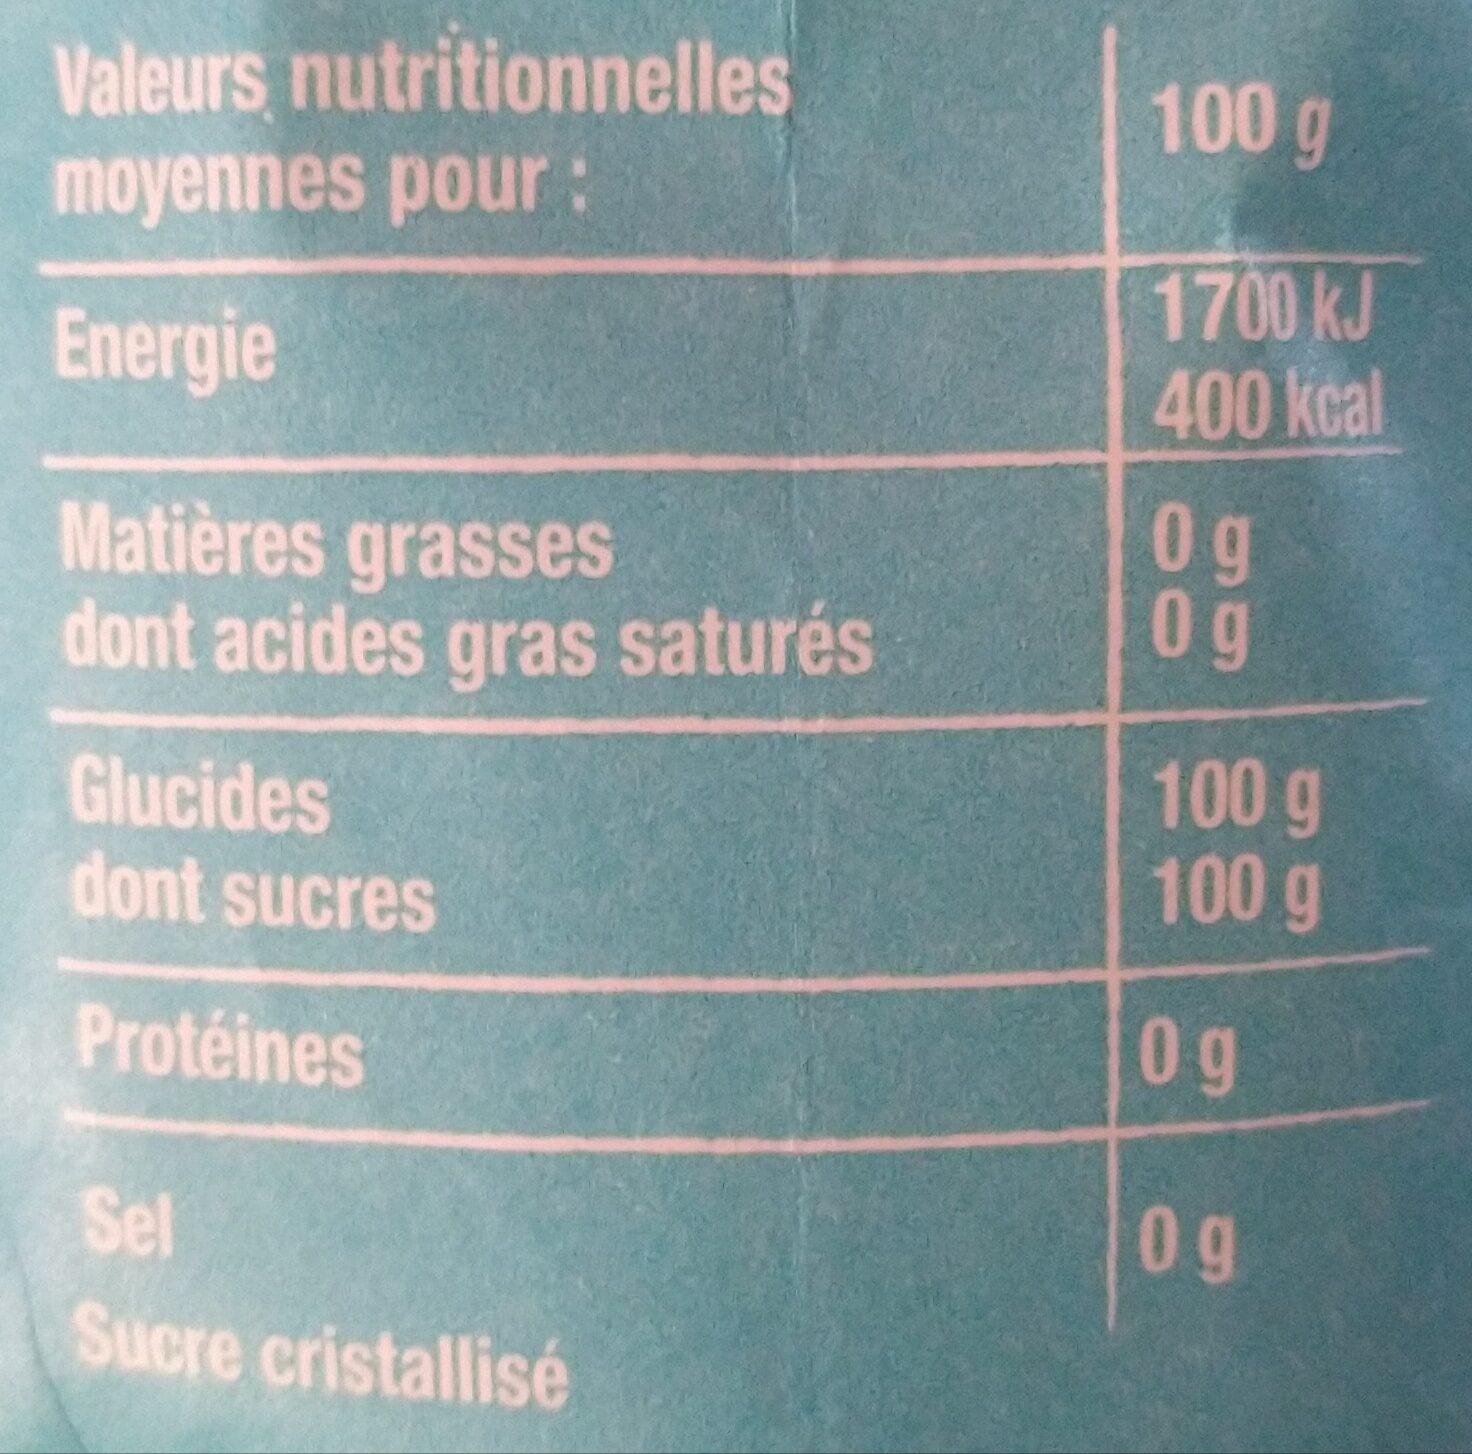 Valeurs nutritionnelles
moyennes pour :
100 g
Energie
1700 kJ
400 kcal
Matières grasses 0 g
dont acides gras saturés 0 g
Glucides 100 g
dont sucres 100 g
Protéines 0 g
Sel 0 g
Sucre cristallisé